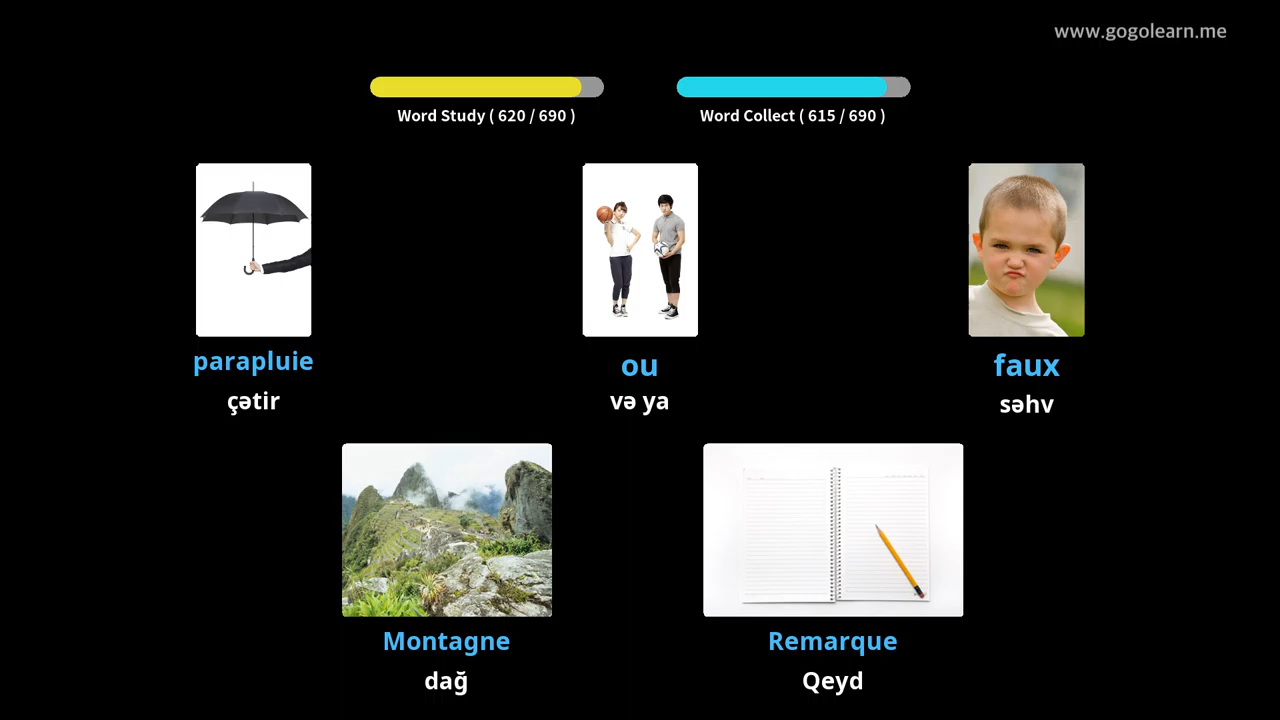 www.gogolearn.me
Word Study ( 620 / 690 )
Word Collect ( 615 / 690 )
parapluie
çətir
ou
və ya
faux
səhv
Montagne
dağ
Remarque
Qeyd